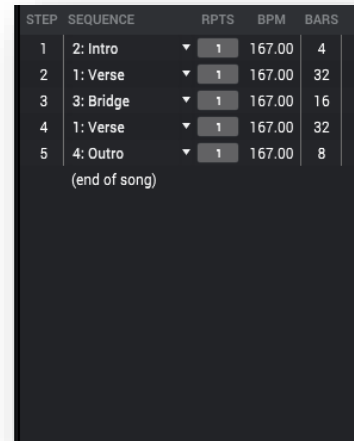 STEP SEQUENCE RPTS BPM BARS
1 2: Intro 1 167.00 4
2 1: Verse 1 167.00 32
3 3: Bridge 1 167.00 16
4 1: Verse 1 167.00 32
5 4: Outro 1 167.00 8
(end of song)